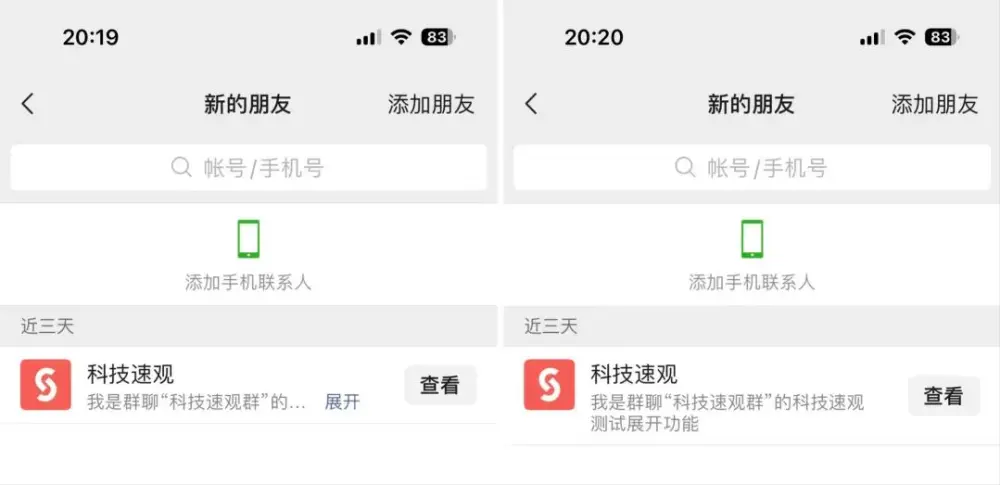 20:19
83
新的朋友
添加朋友
帐号/手机号
添加手机联系人
近三天
科技速观
我是群聊“科技速观群”的... 展开
查看
20:20
83
新的朋友
添加朋友
帐号/手机号
添加手机联系人
近三天
科技速观
我是群聊“科技速观群”的科技速观
测试展开功能
查看